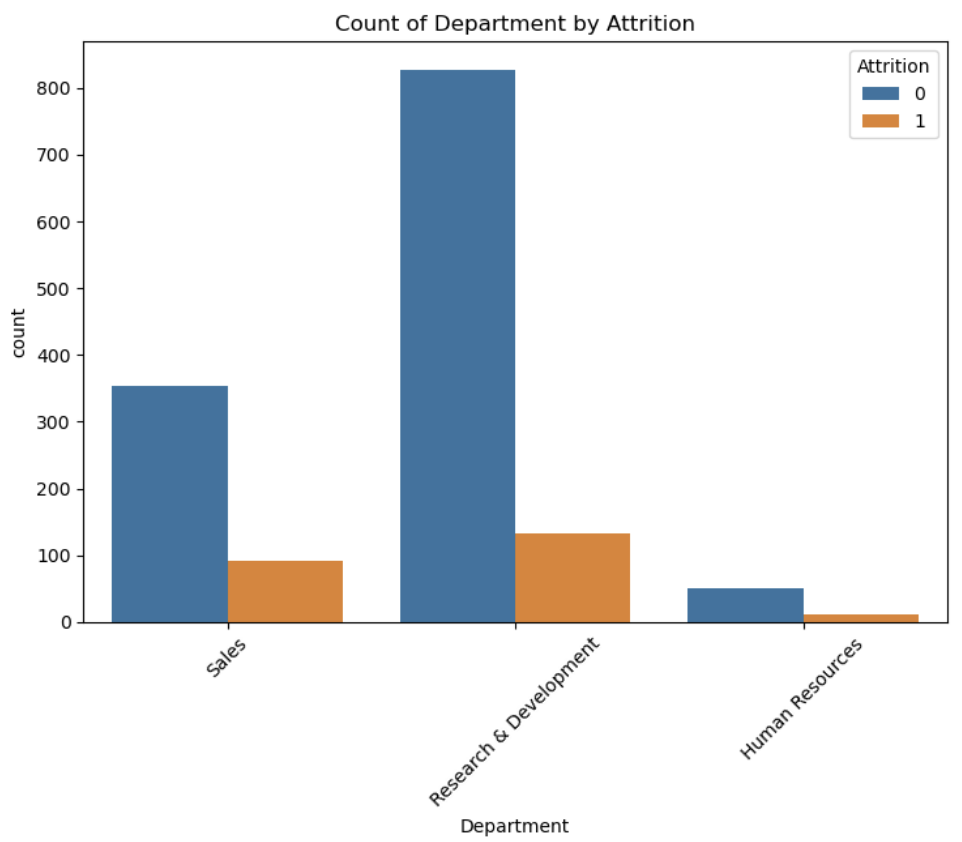 Count of Department by Attrition
Attrition
0
1
800
700
600
500
400
300
200
100
0
count
Sales
Research & Development
Human Resources
Department